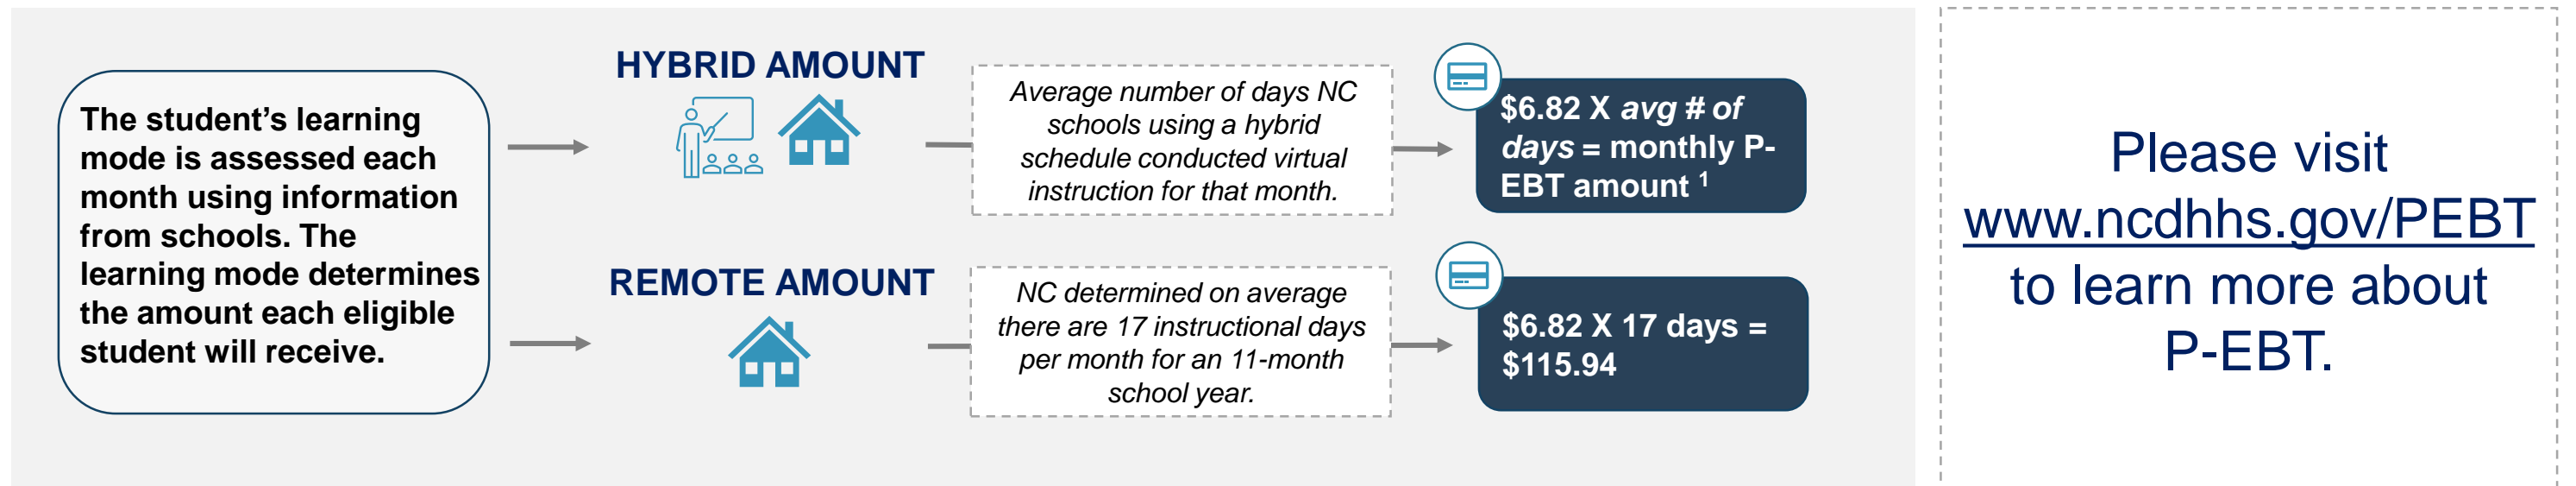 The student’s learning
mode is assessed each
month using information
from schools. The
learning mode determines
the amount each eligible
student will receive.
HYBRID AMOUNT
Average number of days NC
schools using a hybrid
schedule conducted virtual
instruction for that month.
$6.82 X avg # of
days = monthly P-
EBT amount ¹
REMOTE AMOUNT
NC determined on average
there are 17 instructional days
per month for an 11-month
school year.
$6.82 X 17 days =
$115.94
Please visit
www.ncdhhs.gov/PEBT
to learn more about
P-EBT.